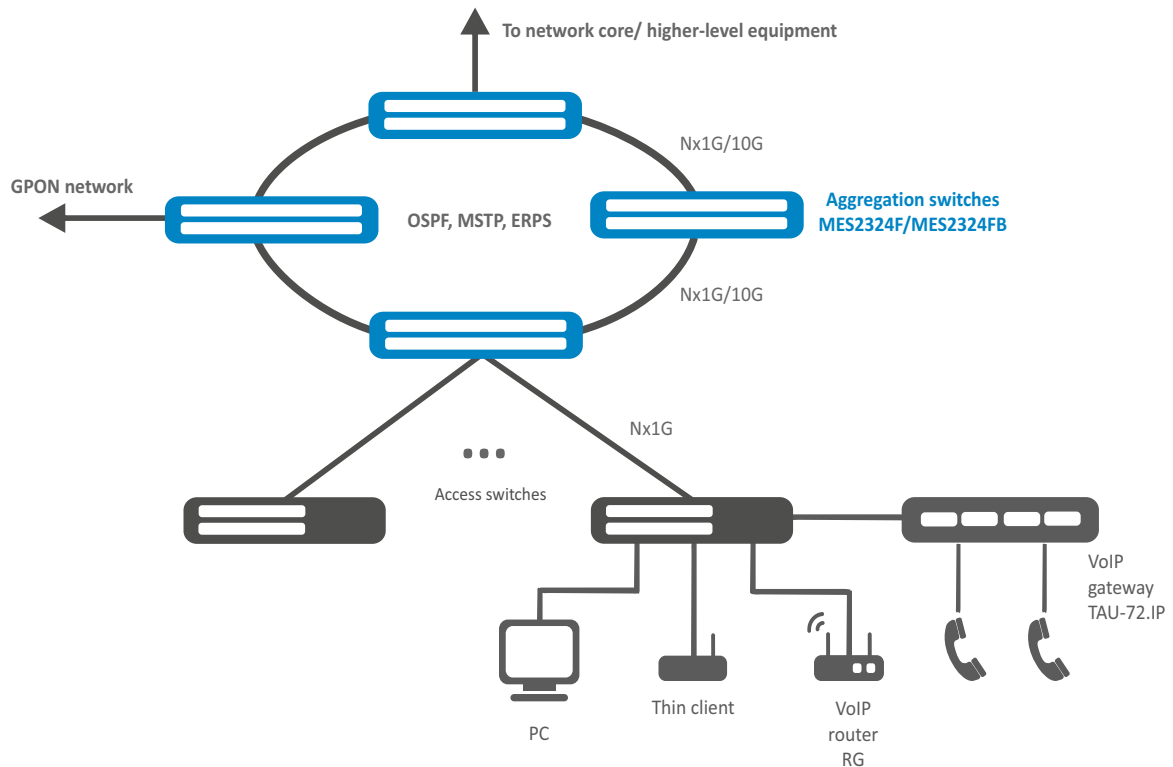 To network core/ higher-level equipment
Nx1G/10G
GPON network
OSPF, MSTP, ERPS
Aggregation switches
MES2324F/MES2324FB
Nx1G/10G
Nx1G
Access switches
VoIP
gateway
TAU-72.IP
PC
Thin client
VoIP
router
RG